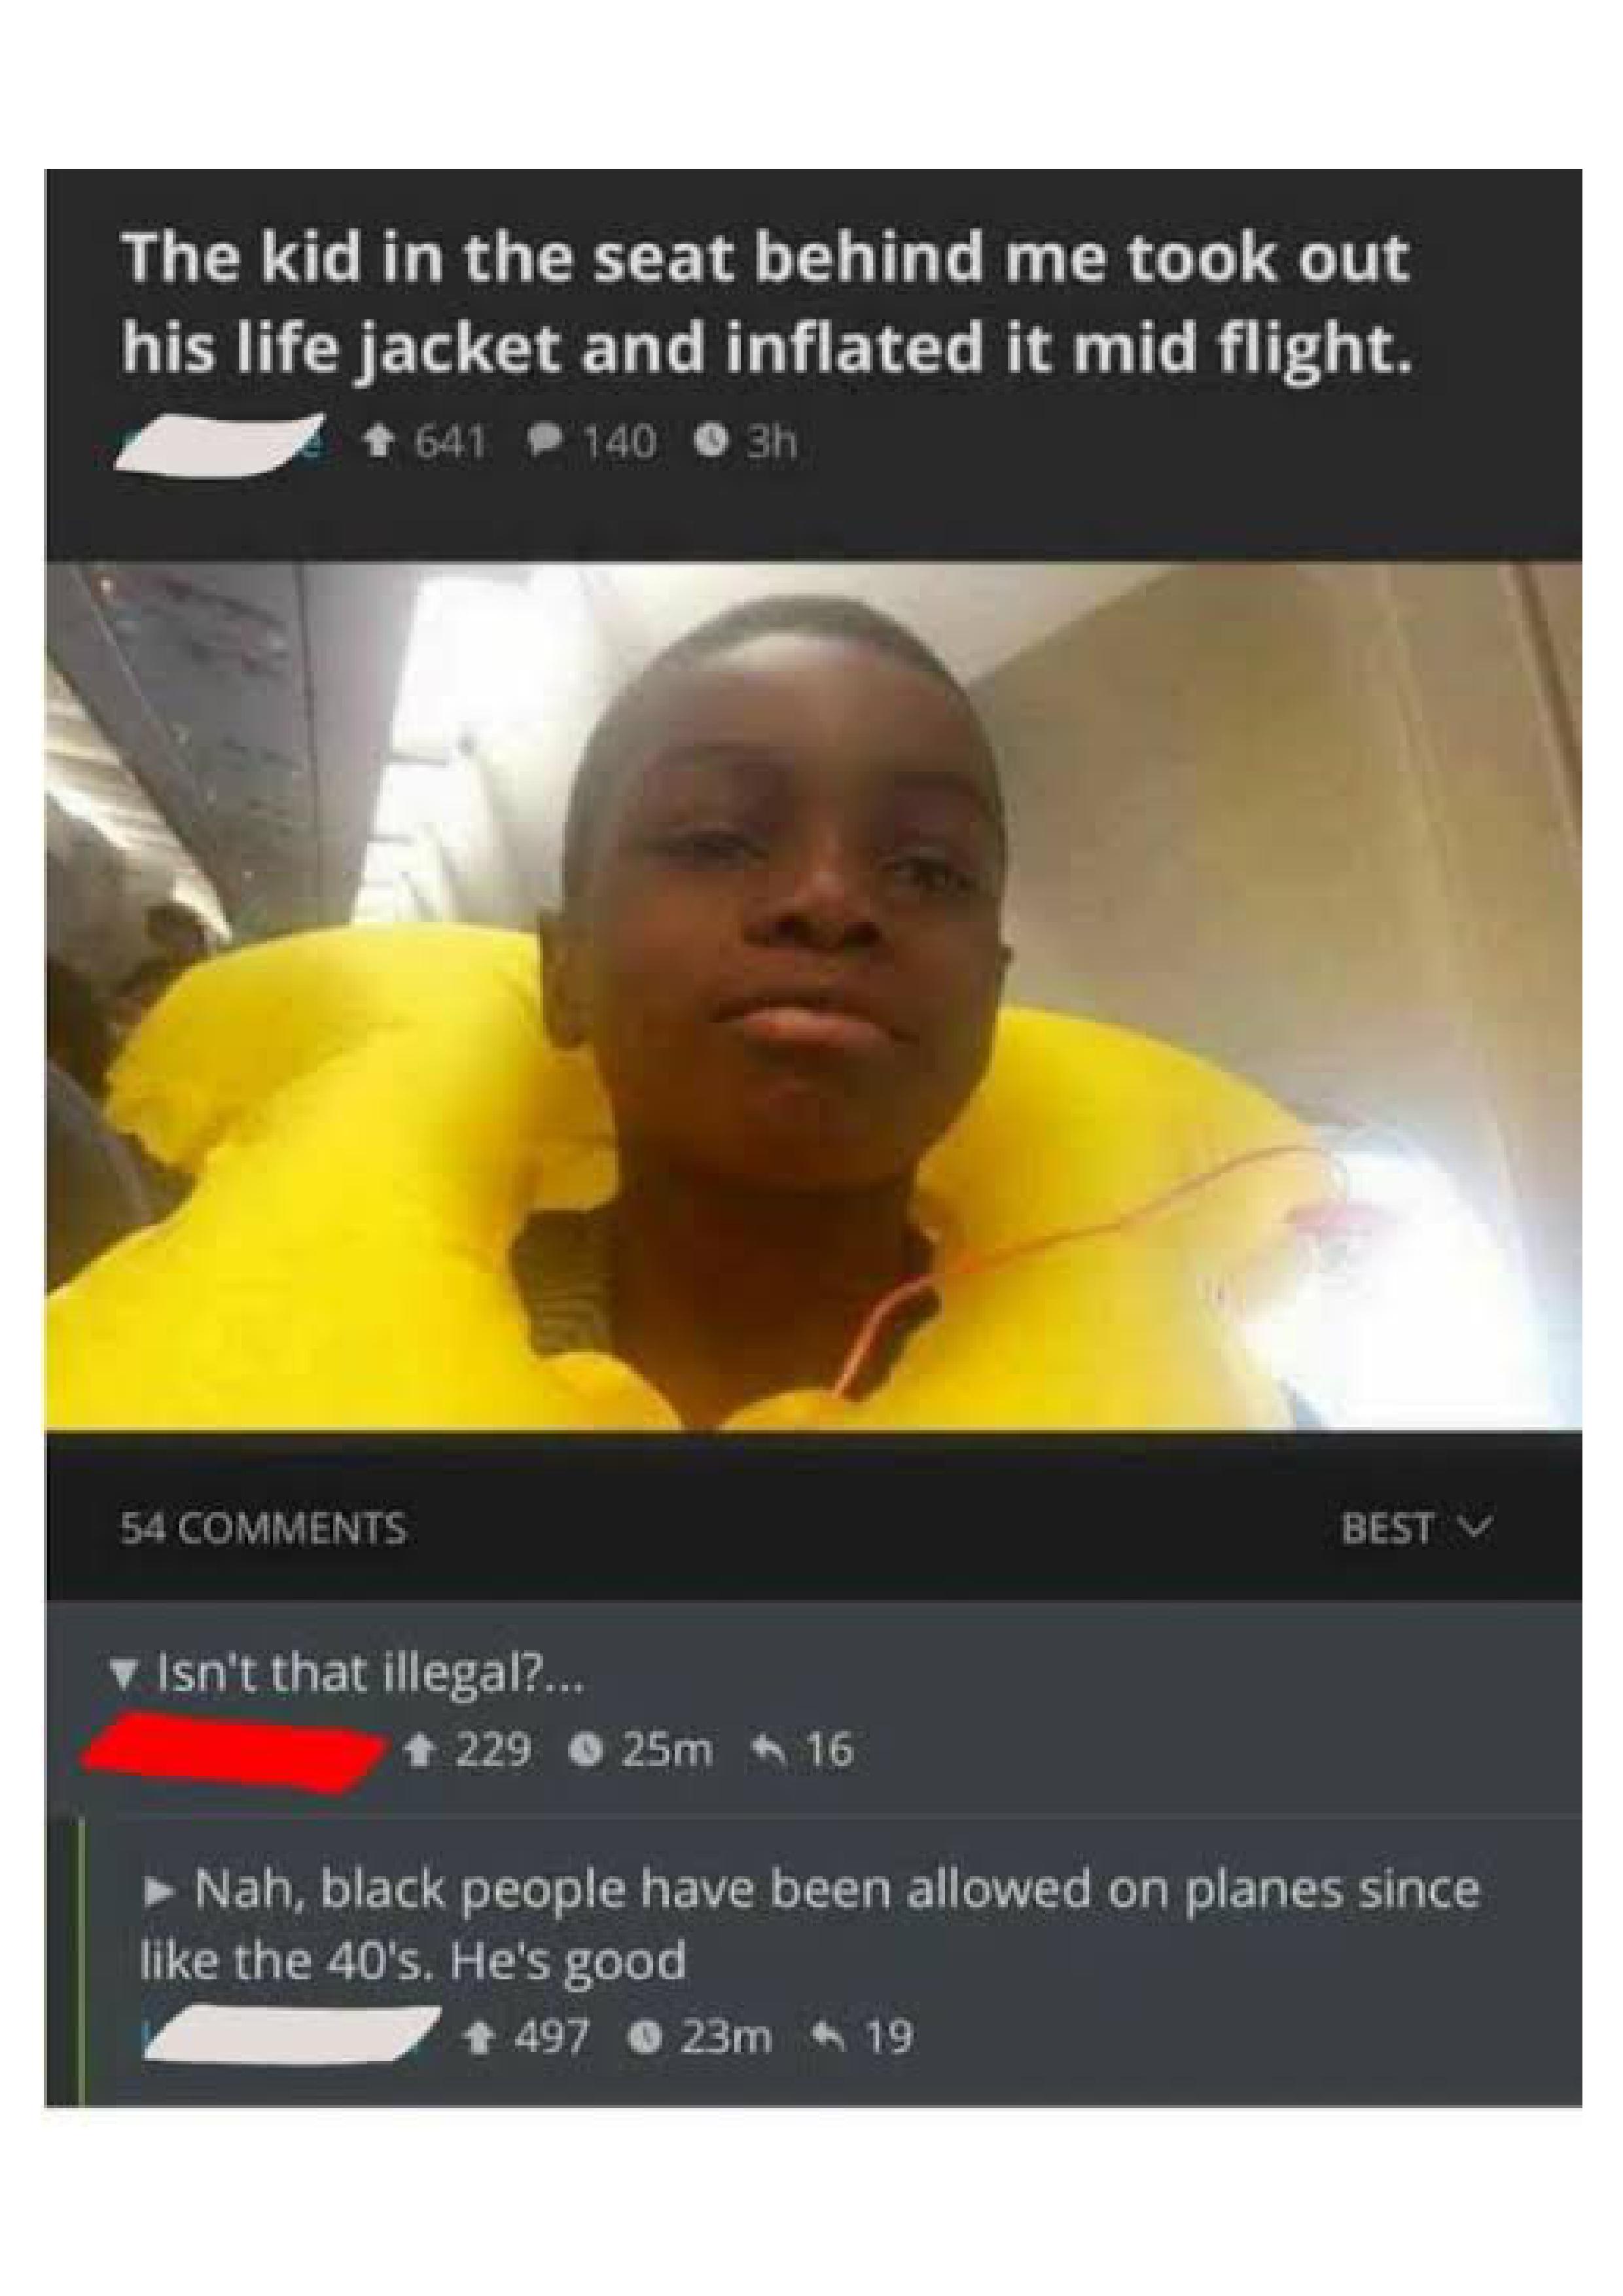 The kid in the seat behind me took out
his life jacket and inflated it mid flight.
641 140 3h
54 COMMENTS BEST
Isn't that illegal?...
229 25m 16
Nah, black people have been allowed on planes since
like the 40's. He's good
497 23m 19